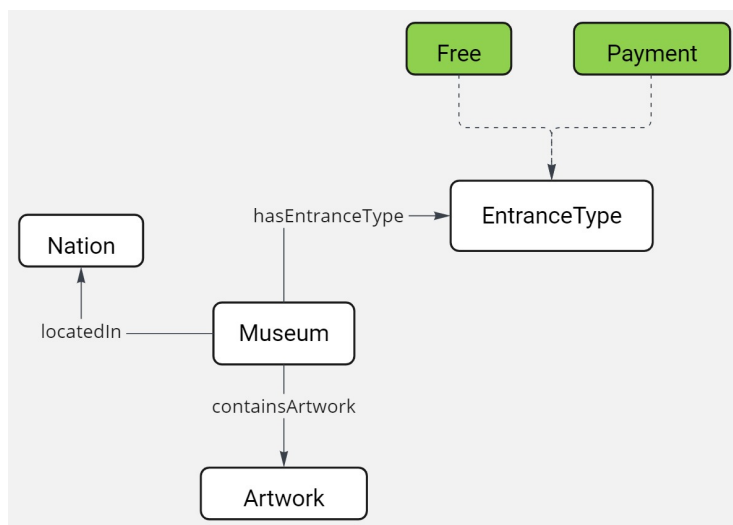 Free
Payment
hasEntranceType
EntranceType
Nation
locatedIn
Museum
containsArtwork
Artwork